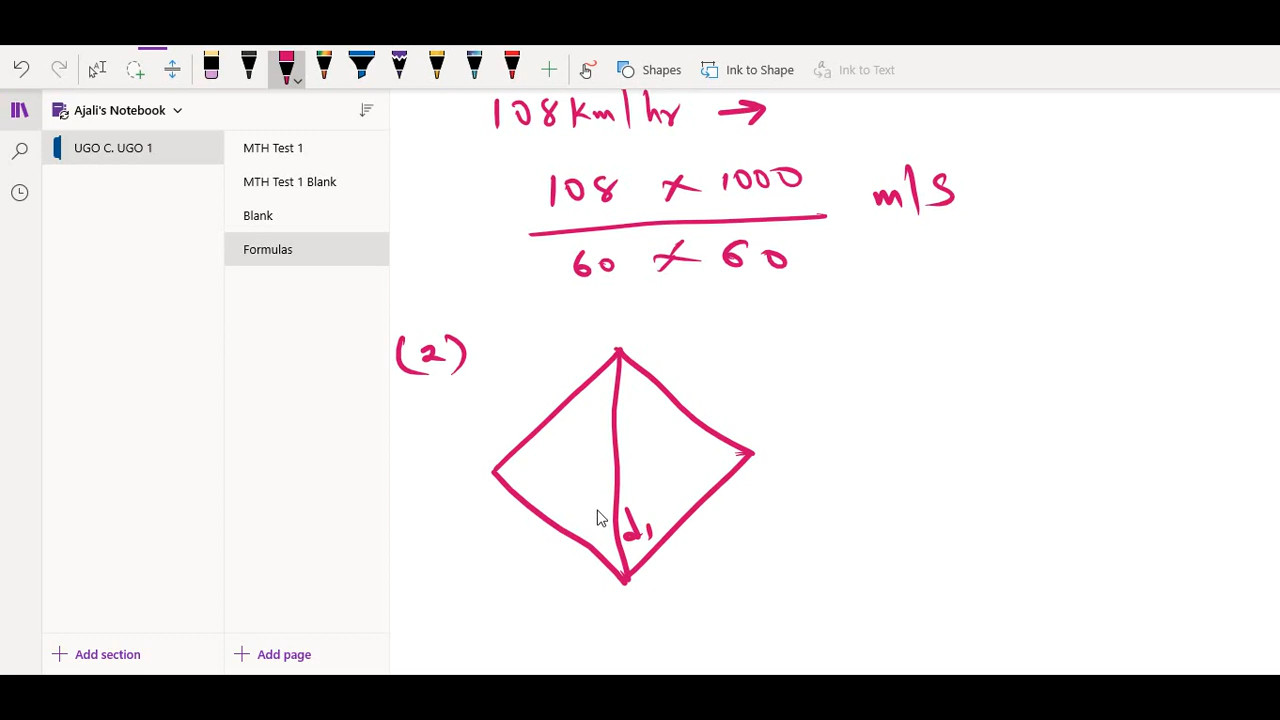 Shapes
Ink to Shape
Ink to Text
Ajali's Notebook
UGO C. UGO 1
MTH Test 1
MTH Test 1 Blank
Blank
Formulas
Add section
Add page
108 Km/hr →
108 × 1000
60 × 60
m/s
(2)
d₁